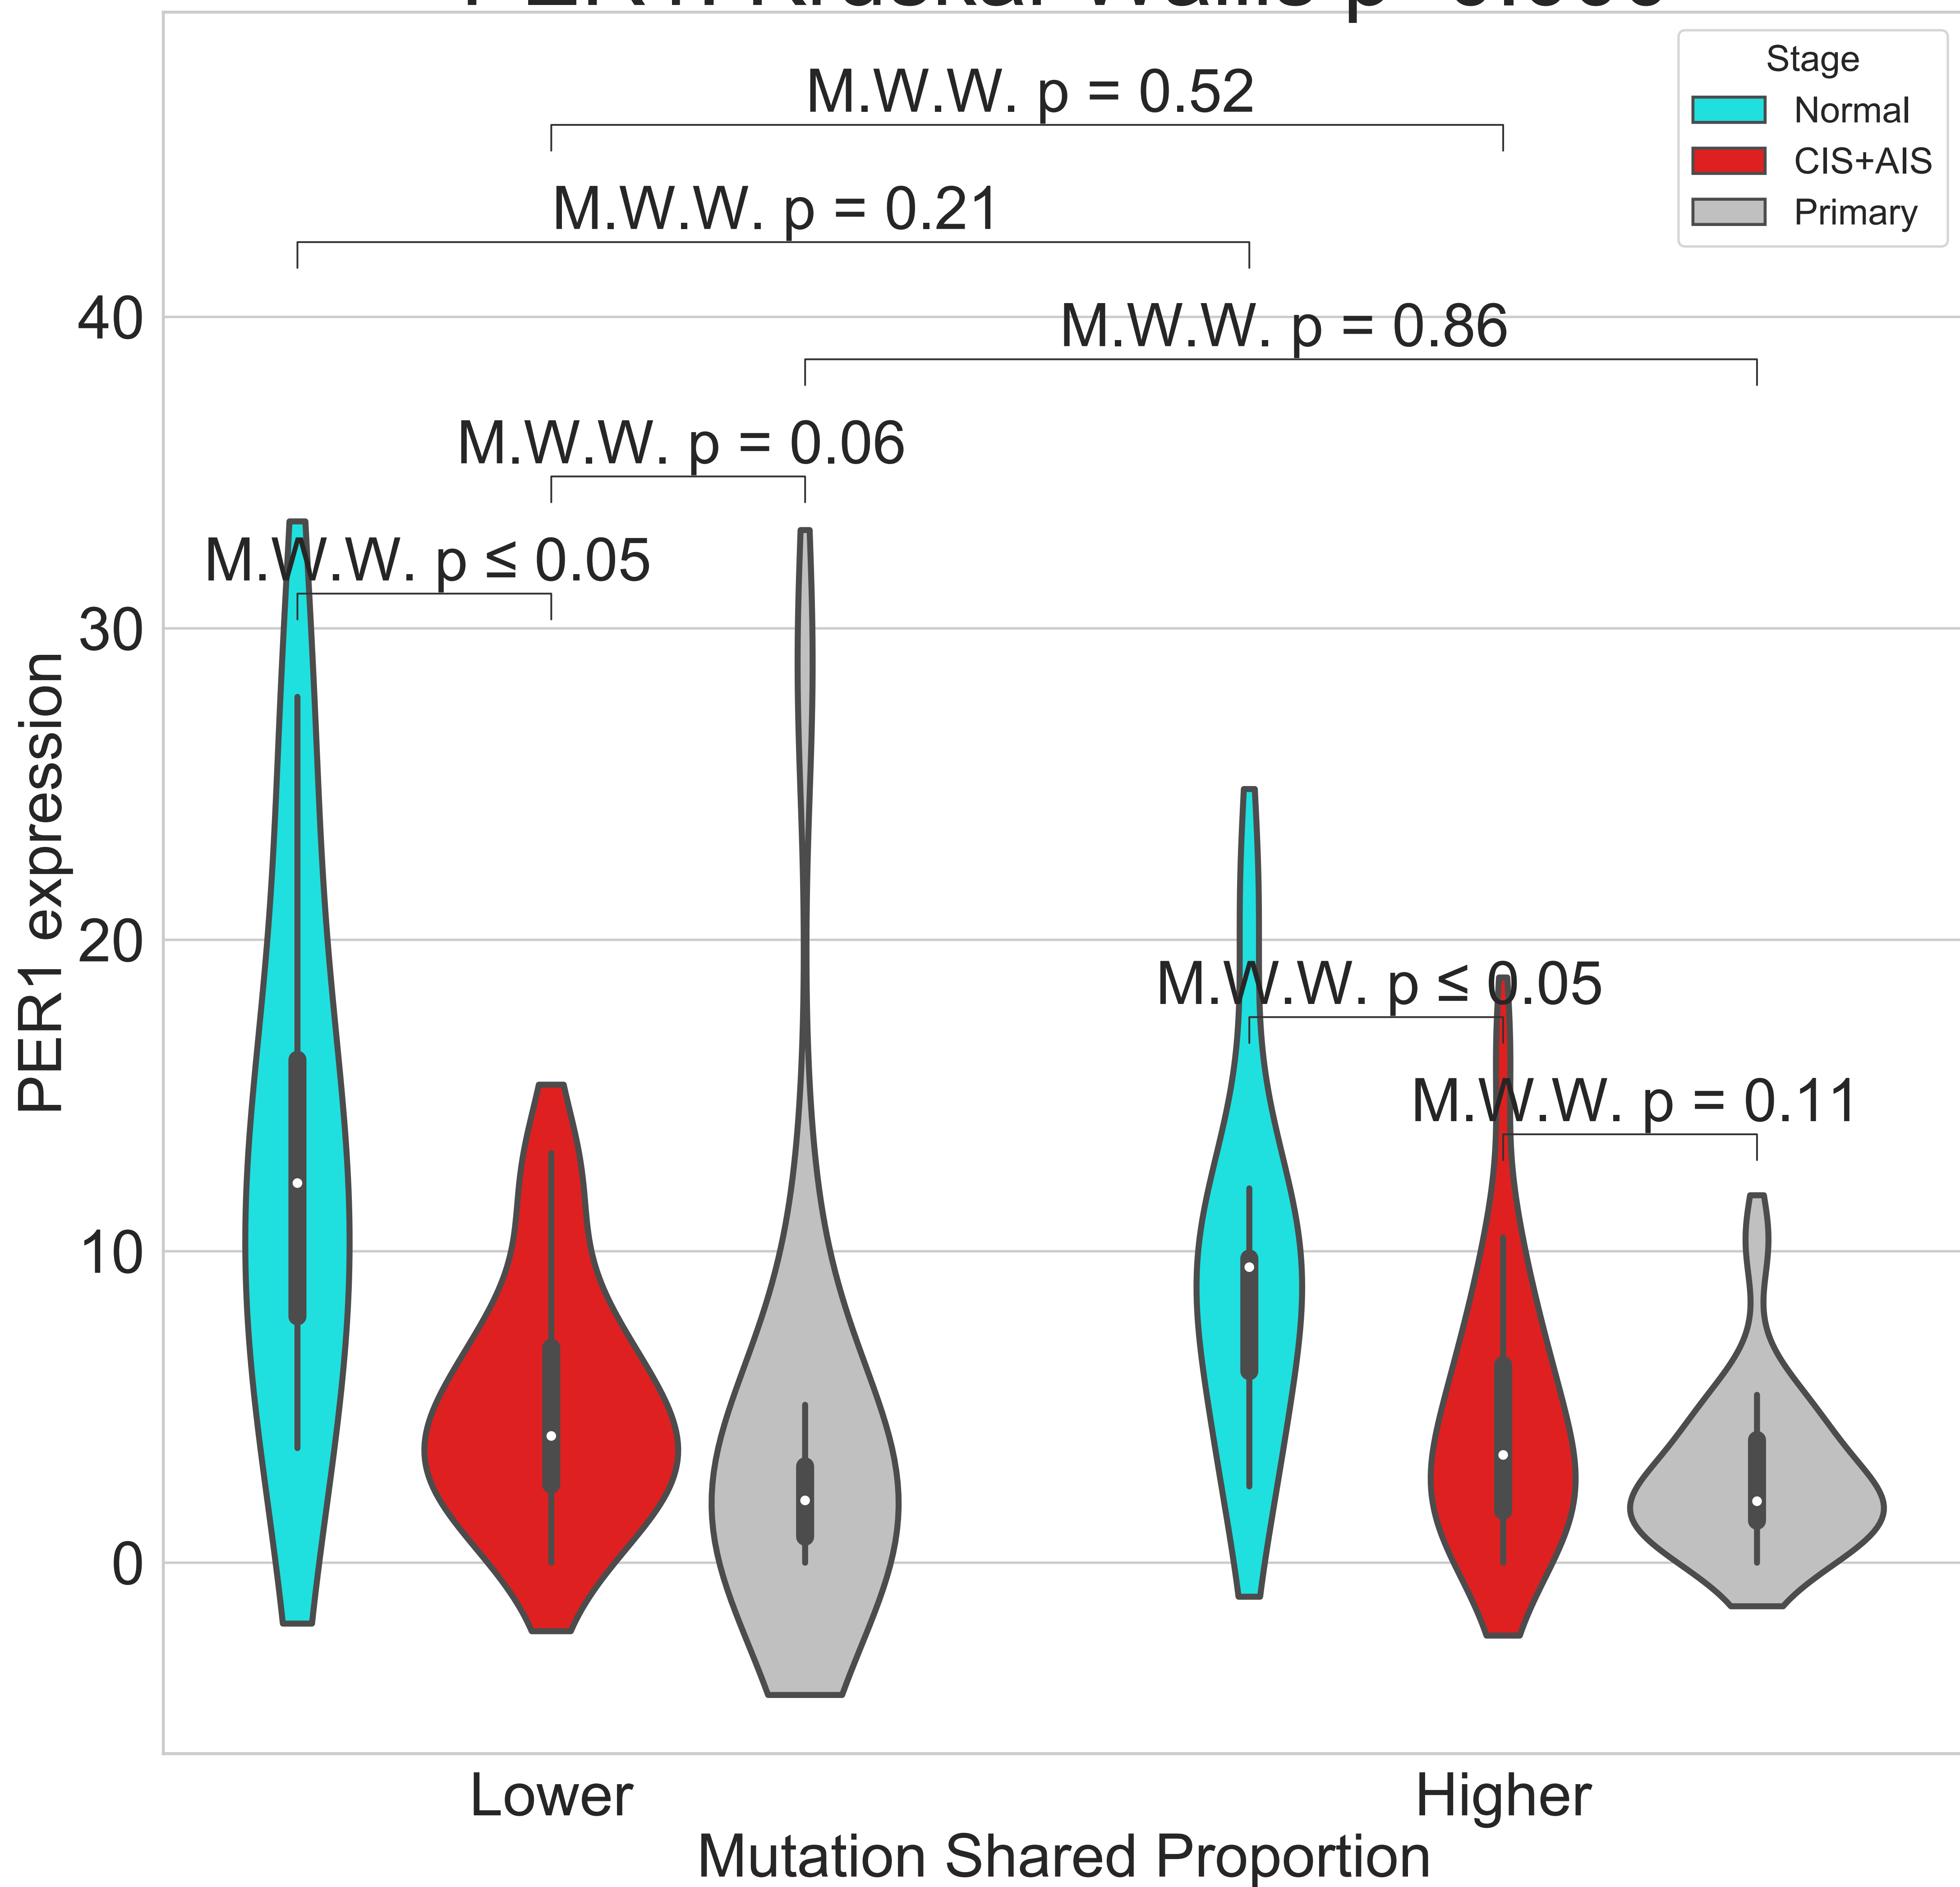 M.W.W. p = 0.52
Stage
Normal
CIS+AIS
Primary
M.W.W. p = 0.21
40
M.W.W. p = 0.86
M.W.W. p = 0.06
M.W.W. p ≤ 0.05
30
PER1 expression
20
M.W.W. p ≤ 0.05
M.W.W. p = 0.11
10
0
Lower
Higher
Mutation Shared Proportion